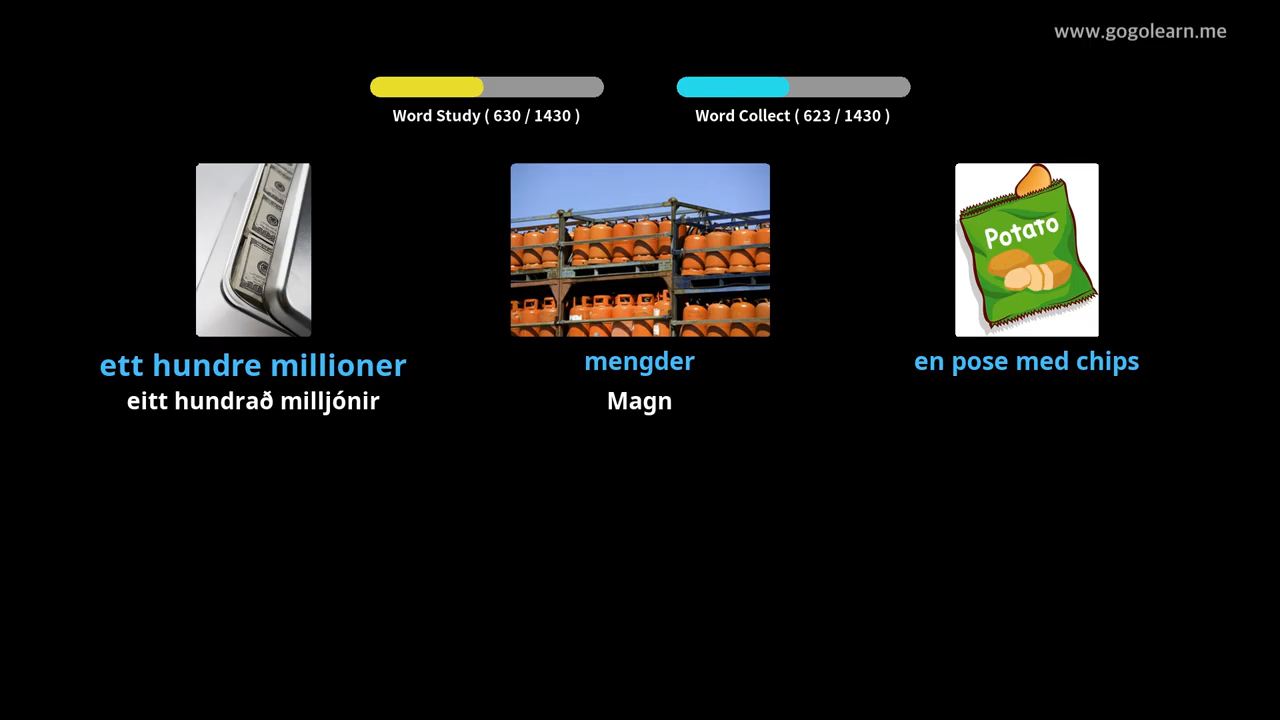 www.gogolearn.me
Word Study ( 630 / 1430 )
Word Collect ( 623 / 1430 )
Potato
ett hundre millioner
mengder
en pose med chips
eitt hundrað milljónir
Magn